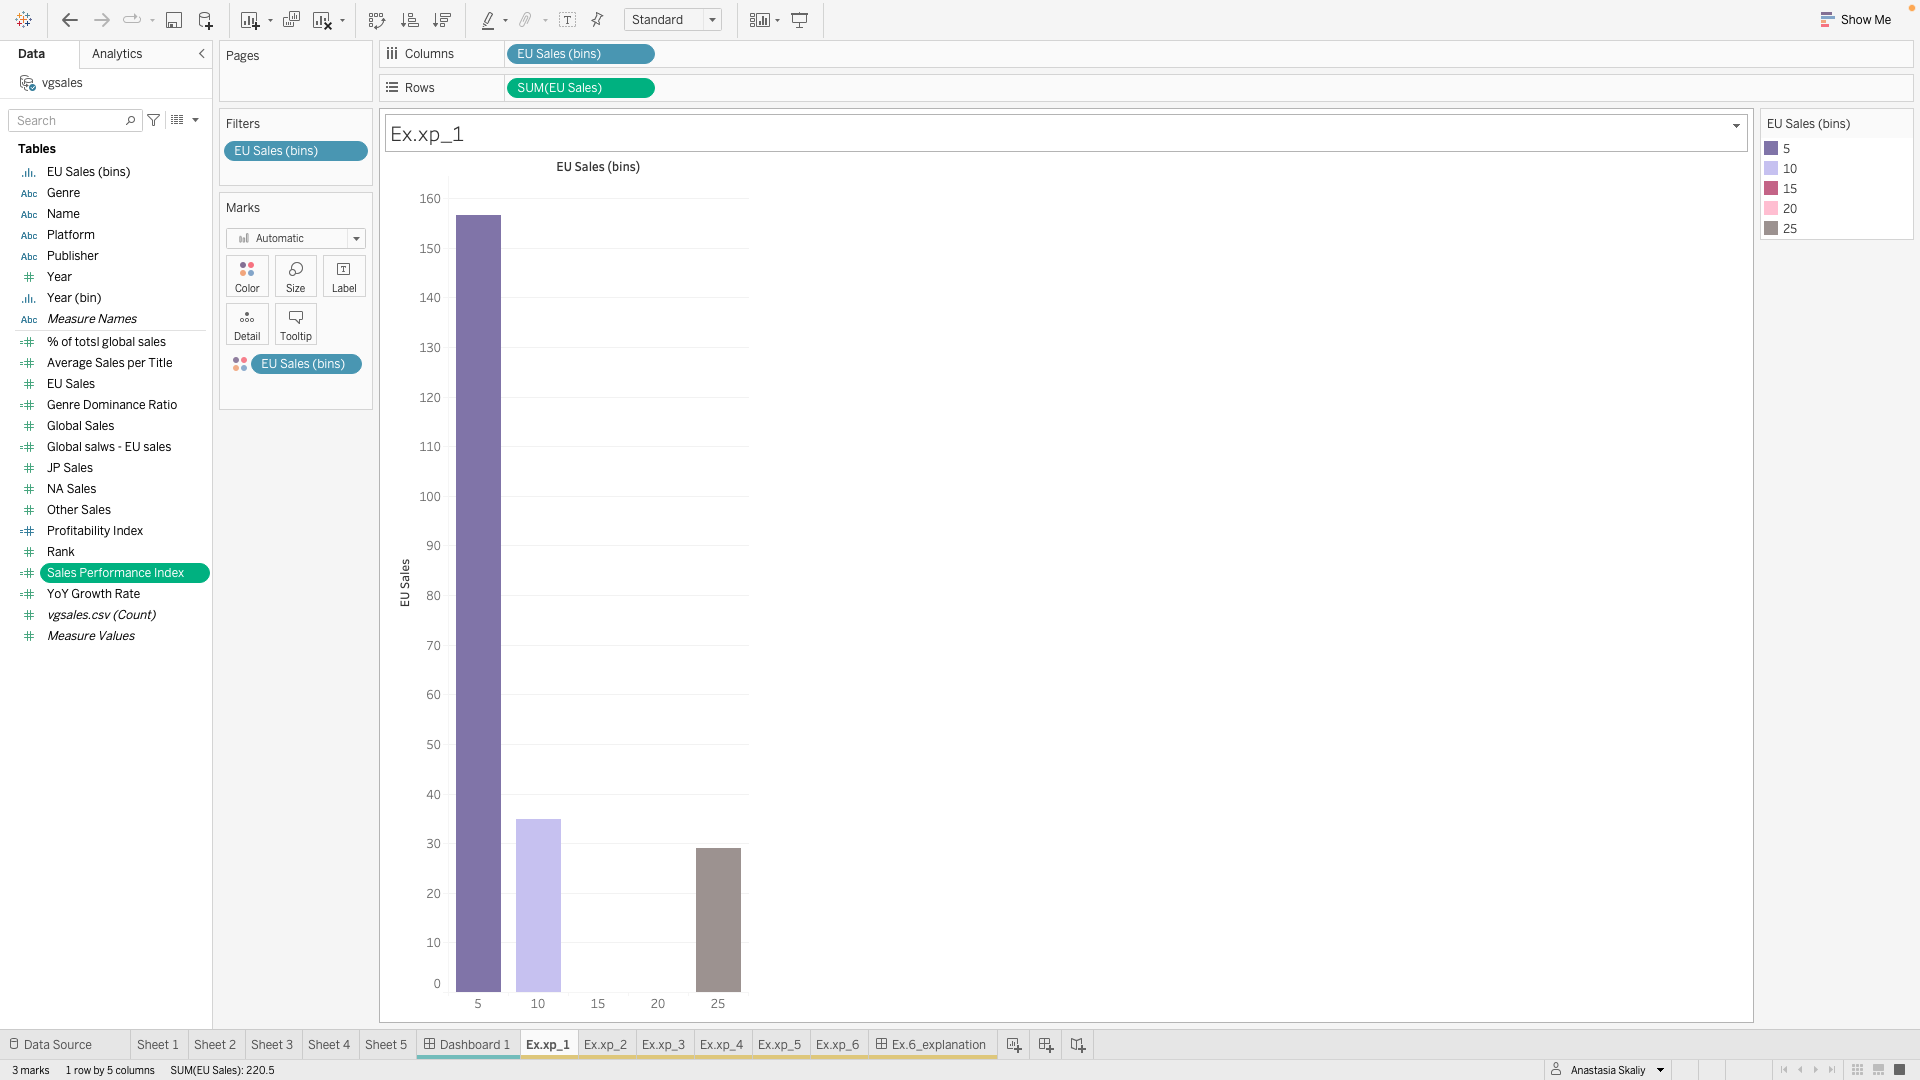 Standard
Show Me
Data
Analytics
vgsales
Search
Tables
EU Sales (bins)
Abc Genre
Abc Name
Abc Platform
Abc Publisher
Year
Year (bin)
Abc Measure Names
% of totsl global sales
Average Sales per Title
EU Sales
Genre Dominance Ratio
Global Sales
Global salws - EU sales
JP Sales
NA Sales
Other Sales
Profitability Index
Rank
Sales Performance Index
YoY Growth Rate
vgsales.csv (Count)
Measure Values
Pages
Filters
EU Sales (bins)
Marks
Automatic
Color Size Label
Detail Tooltip
EU Sales (bins)
Columns EU Sales (bins)
Rows SUM(EU Sales)
Ex.xp_1
EU Sales (bins)
160
150
140
130
120
110
100
90
80
70
60
50
40
30
20
10
0
EU Sales
5 10 15 20 25
EU Sales (bins)
5
10
15
20
25
Data Source Sheet 1 Sheet 2 Sheet 3 Sheet 4 Sheet 5 Dashboard 1 Ex.xp_1 Ex.xp_2 Ex.xp_3 Ex.xp_4 Ex.xp_5 Ex.xp_6 Ex.6_explanation
3 marks 1 row by 5 columns SUM(EU Sales): 220.5 Anastasia Skaliy